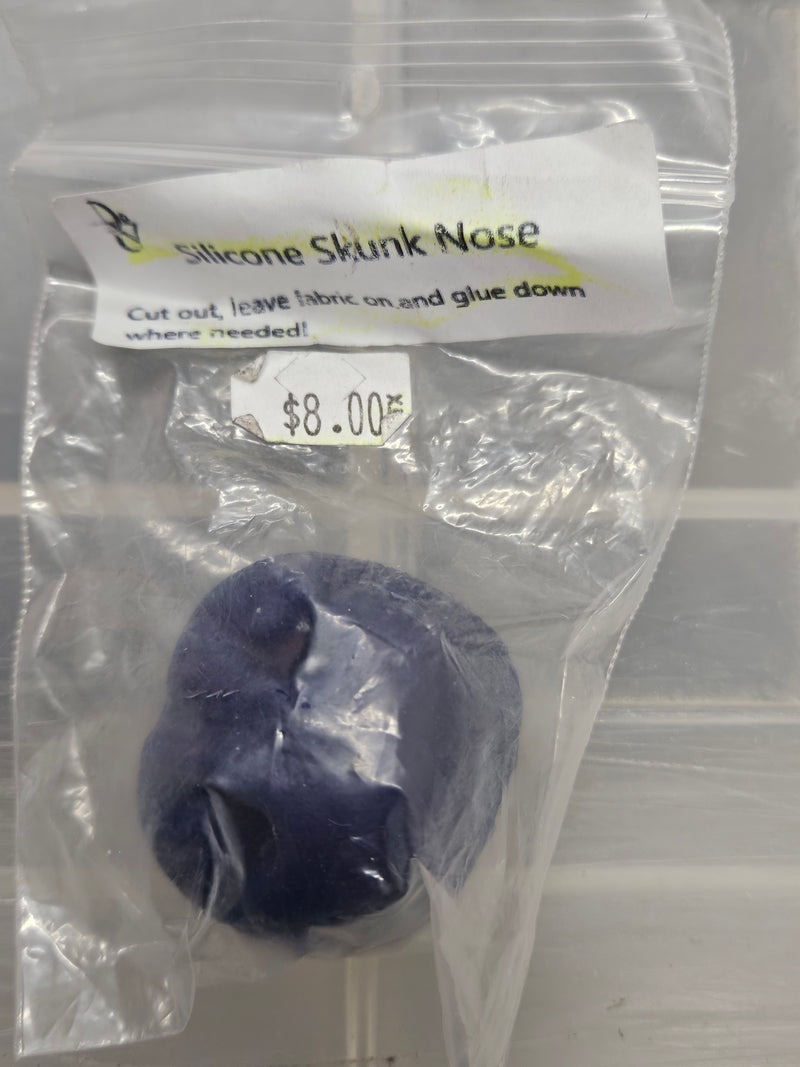 Silicone Skunk Nose
Cut out, leave fabric on and glue down
where needed!
$8.00